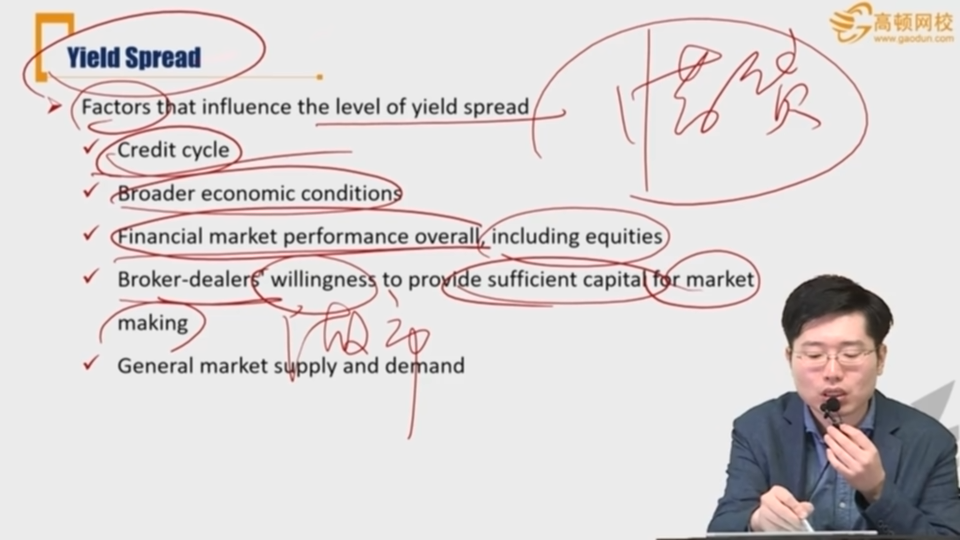 高顿网校
www.gaodun.com
Yield Spread
Factors that influence the level of yield spread
Credit cycle
Broader economic conditions
Financial market performance overall, including equities
Broker-dealers' willingness to provide sufficient capital for market
making
General market supply and demand